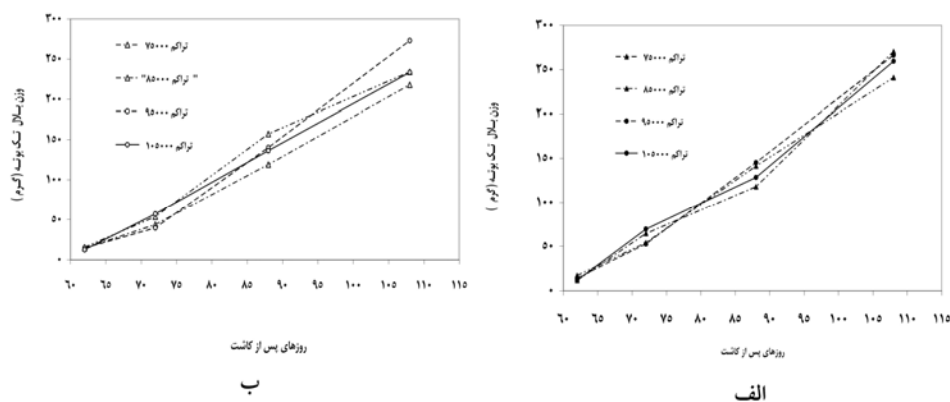 ۳۰۰
۲۵۰
۲۰۰
۱۵۰
۱۰۰
۵۰
۰
۶۰ ۶۵ ۷۰ ۷۵ ۸۰ ۸۵ ۹۰ ۹۵ ۱۰۰ ۱۰۵ ۱۱۰ ۱۱۵
وزن بلال تک بوته (گرم)
تراکم ۷۵۰۰۰
تراکم ۸۵۰۰۰
تراکم ۹۵۰۰۰
تراکم ۱۰۵۰۰۰
روزهای پس از کاشت
الف
۳۰۰
۲۵۰
۲۰۰
۱۵۰
۱۰۰
۵۰
۰
۶۰ ۶۵ ۷۰ ۷۵ ۸۰ ۸۵ ۹۰ ۹۵ ۱۰۰ ۱۰۵ ۱۱۰ ۱۱۵
وزن بلال تک بوته (گرم)
تراکم ۷۵۰۰۰
" تراکم ۸۵۰۰۰"
تراکم ۹۵۰۰۰
تراکم ۱۰۵۰۰۰
روزهای پس از کاشت
ب